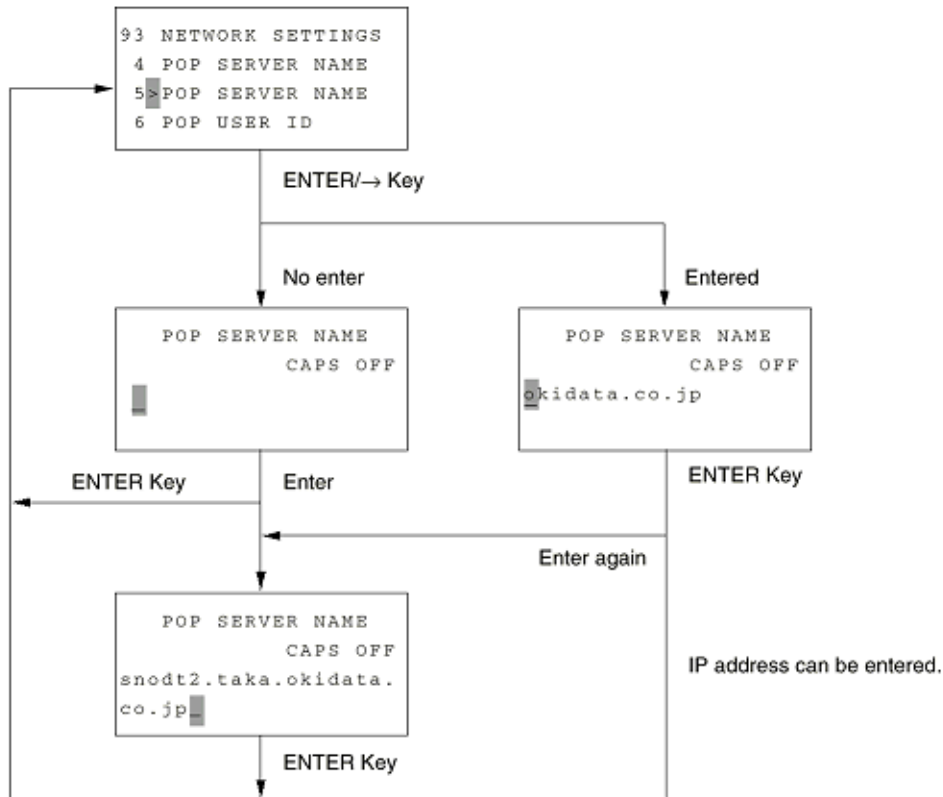 93 NETWORK SETTINGS
4 POP SERVER NAME
5>POP SERVER NAME
6 POP USER ID
ENTER/→ Key
No enter
Entered
POP SERVER NAME
CAPS OFF
_
POP SERVER NAME
CAPS OFF
okidata.co.jp
ENTER Key
Enter
ENTER Key
Enter again
POP SERVER NAME
CAPS OFF
snodt2.taka.okidata.
co.jp_
IP address can be entered.
ENTER Key